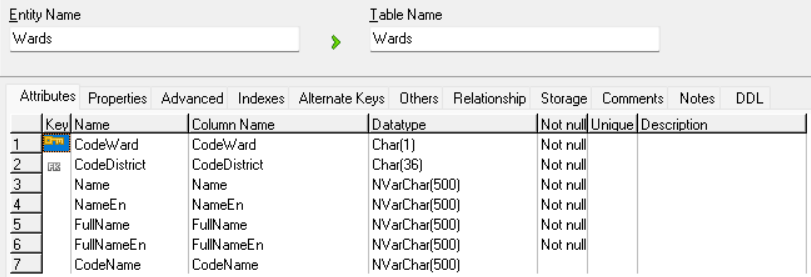 Entity Name Table Name
Wards Wards
Attributes Properties Advanced Indexes Alternate Keys Others Relationship Storage Comments Notes DDL
Key Name Column Name Datatype Not null Unique Description
1 CodeWard CodeWard Char(1) Not null
2 FK CodeDistrict CodeDistrict Char(36) Not null
3 Name Name NVarChar(500) Not null
4 NameEn NameEn NVarChar(500) Not null
5 FullName FullName NVarChar(500) Not null
6 FullNameEn FullNameEn NVarChar(500) Not null
7 CodeName CodeName NVarChar(500)